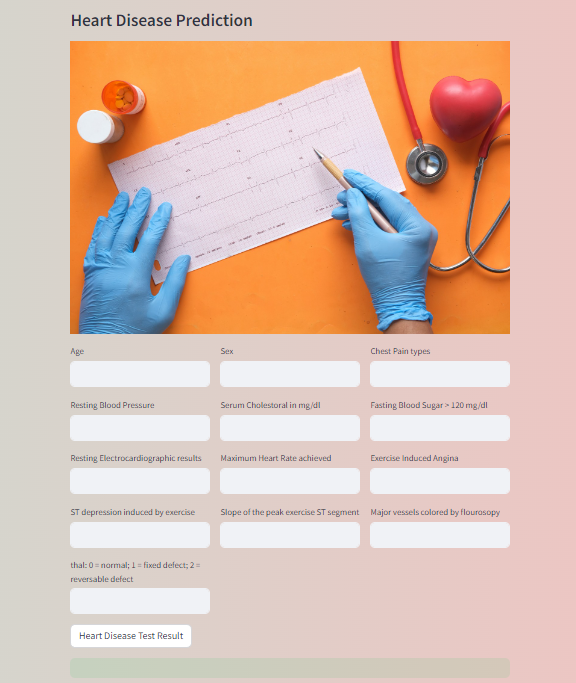 Heart Disease Prediction
Age
Sex
Chest Pain types
Resting Blood Pressure
Serum Cholestoral in mg/dl
Fasting Blood Sugar > 120 mg/dl
Resting Electrocardiographic results
Maximum Heart Rate achieved
Exercise Induced Angina
ST depression induced by exercise
Slope of the peak exercise ST segment
Major vessels colored by flourosopy
thal: 0 = normal; 1 = fixed defect; 2 =
reversable defect
Heart Disease Test Result